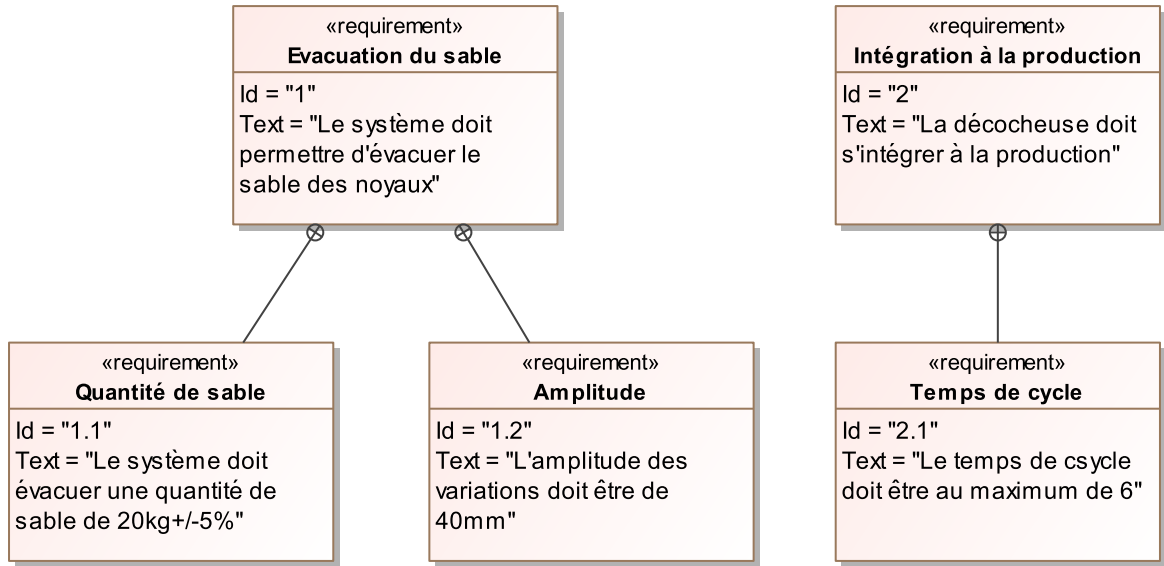 «requirement»
Evacuation du sable
Id = "1"
Text = "Le système doit
permettre d'évacuer le
sable des noyaux"
«requirement»
Intégration à la production
Id = "2"
Text = "La décocheuse doit
s'intégrer à la production"
«requirement»
Quantité de sable
Id = "1.1"
Text = "Le système doit
évacuer une quantité de
sable de 20kg+/-5%"
«requirement»
Amplitude
Id = "1.2"
Text = "L'amplitude des
variations doit être de
40mm"
«requirement»
Temps de cycle
Id = "2.1"
Text = "Le temps de csycle
doit être au maximum de 6"